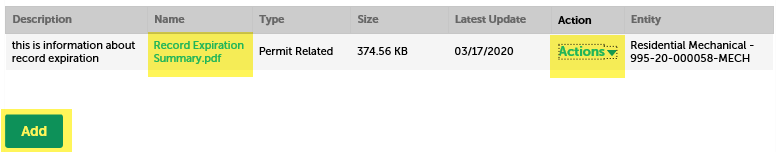 Description Name Type Size Latest Update Action Entity
this is information about Record Expiration Permit Related 374.56 KB 03/17/2020 Actions Residential Mechanical -
record expiration Summary.pdf 995-20-000058-MECH
Add